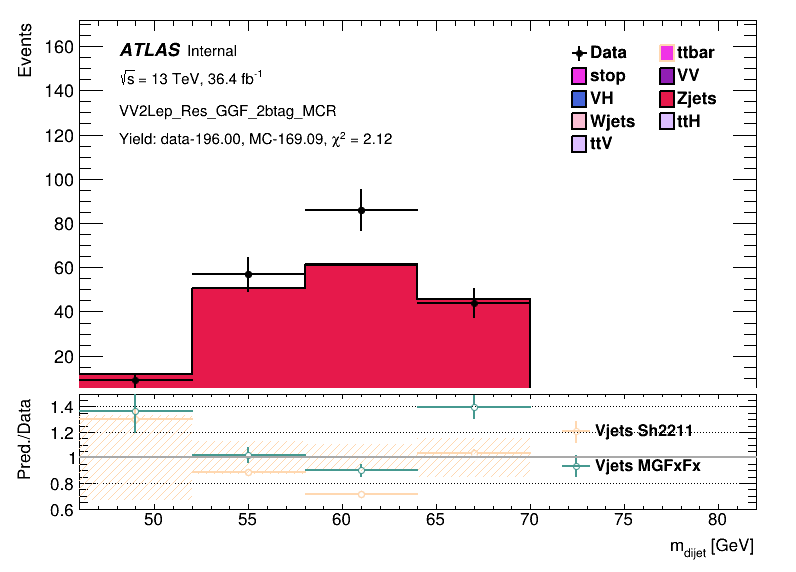 Events
160
140
120
100
80
60
40
20
ATLAS Internal
√s = 13 TeV, 36.4 fb⁻¹
VV2Lep_Res_GGF_2btag_MCR
Yield: data-196.00, MC-169.09, χ² = 2.12
Data ttbar
stop VV
VH Zjets
Wjets ttH
ttV
Pred./Data
1.4
1.2
1
0.8
0.6
Vjets Sh2211
Vjets MGFxFx
50 55 60 65 70 75 80
m_dijet [GeV]